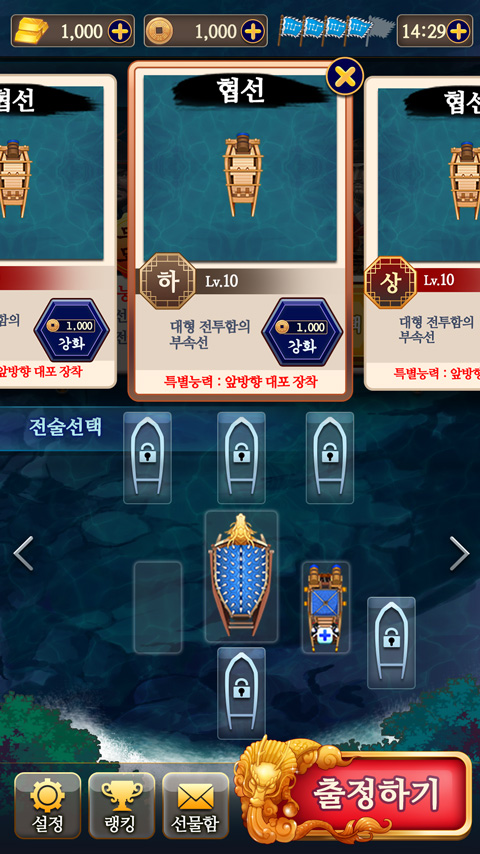 1,000
1,000
14:29
협선
협선
협선
하
Lv.10
상
Lv.10
함의
1,000
강화
앞방향 대포 장착
대형 전투함의
부속선
1,000
강화
특별능력 : 앞방향 대포 장착
대형 전투함의
부속선
특별능력 : 앞방
전술선택
설정
랭킹
선물함
출정하기